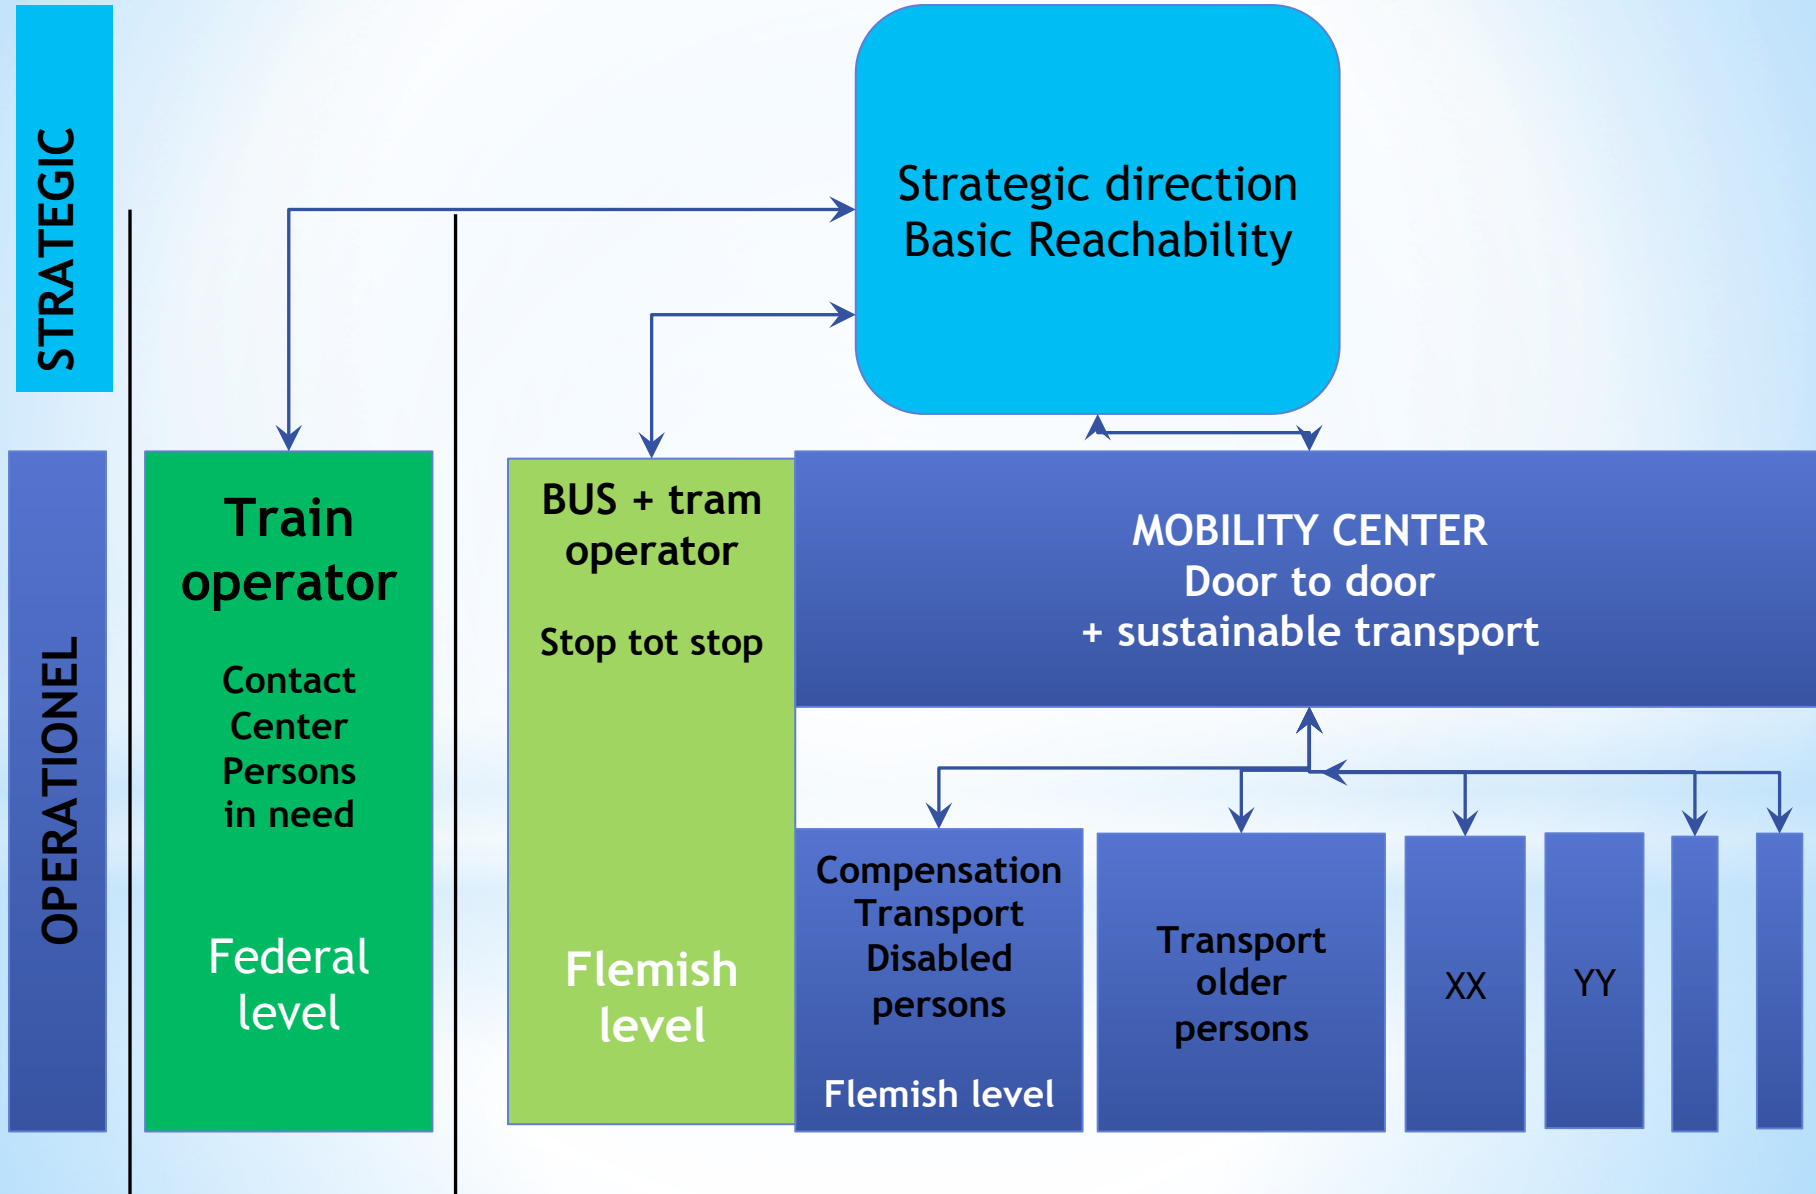 STRATEGIC
Strategic direction
Basic Reachability
OPERATIONEL
Train
operator
Contact
Center
Persons
in need
Federal
level
BUS + tram
operator
Stop tot stop
Flemish
level
MOBILITY CENTER
Door to door
+ sustainable transport
Compensation
Transport
Disabled
persons
Flemish level
Transport
older
persons
XX
YY